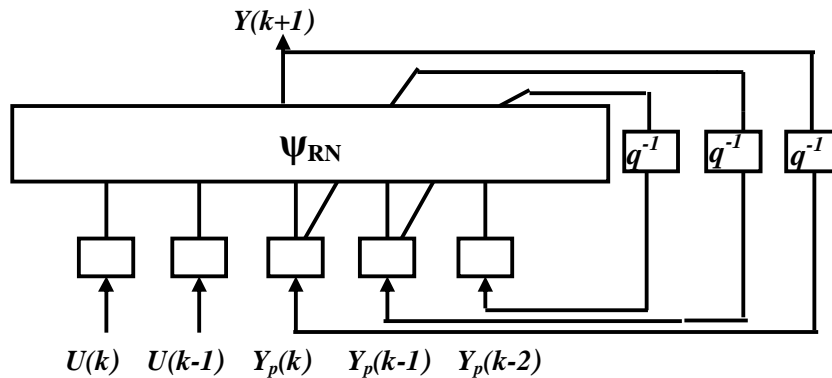 Y(k+1)
ψRN
q-1 q-1 q-1
U(k) U(k-1) Yp(k) Yp(k-1) Yp(k-2)